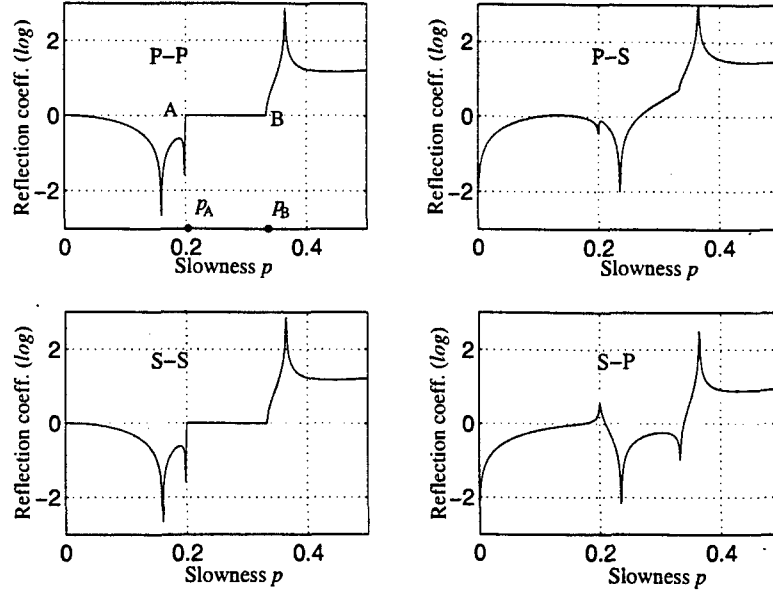 Reflection coeff. (log)
2
0
−2
P−P
A
B
pA
pB
0
0.2
0.4
Slowness p
Reflection coeff. (log)
2
0
−2
P−S
0
0.2
0.4
Slowness p
Reflection coeff. (log)
2
0
−2
S−S
0
0.2
0.4
Slowness p
Reflection coeff. (log)
2
0
−2
S−P
0
0.2
0.4
Slowness p